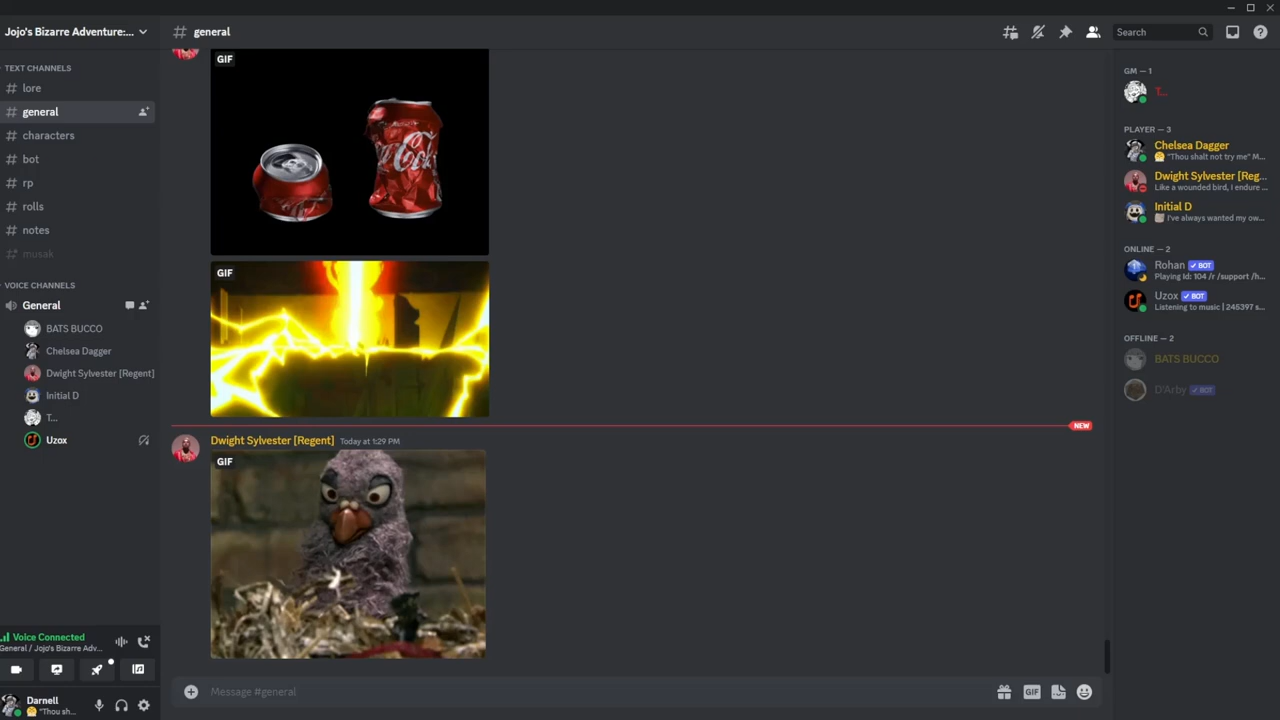 Jojo's Bizarre Adventure:...
general
Search
TEXT CHANNELS
lore
general
characters
bot
rp
rolls
notes
musak
VOICE CHANNELS
General
BATS BUCCO
Chelsea Dagger
Dwight Sylvester [Regent]
Initial D
T...
Uzox
Voice Connected
General / Jojo's Bizarre Adv...
Darnell
"Thou sh...
GIF
GIF
NEW
Dwight Sylvester [Regent] Today at 1:29 PM
GIF
Message #general
GIF
GM — 1
T...
PLAYER — 3
Chelsea Dagger
"Thou shalt not try me" M...
Dwight Sylvester [Reg...
Like a wounded bird, I endure ...
Initial D
I've always wanted my ow...
ONLINE — 2
Rohan BOT
Playing Id: 104 /r /support /h...
Uzox BOT
Listening to music | 245397 s...
OFFLINE — 2
BATS BUCCO
D'Arby BOT